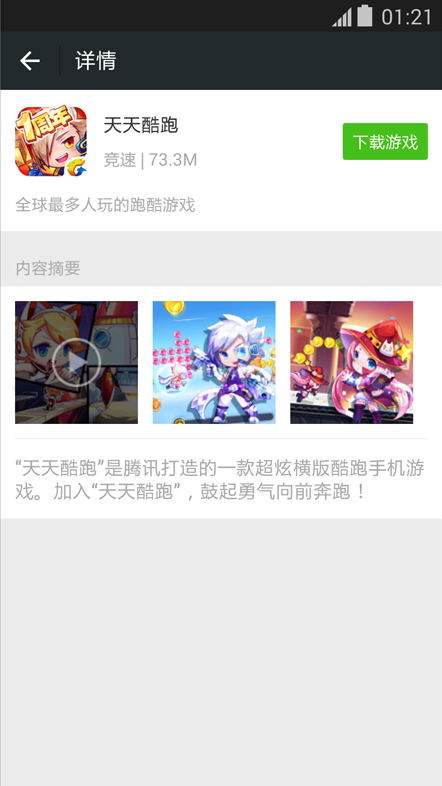 01:21
详情
1周年
天天酷跑
竞速 | 73.3M
下载游戏
全球最多人玩的跑酷游戏
内容摘要
“天天酷跑”是腾讯打造的一款超炫横版酷跑手机游
戏。加入“天天酷跑”，鼓起勇气向前奔跑！